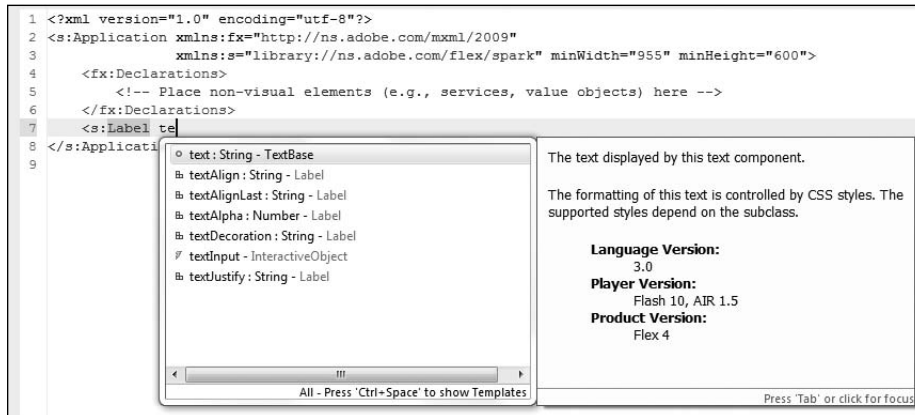 1 <?xml version="1.0" encoding="utf-8"?>
2 <s:Application xmlns:fx="http://ns.adobe.com/mxml/2009"
3 xmlns:s="library://ns.adobe.com/flex/spark" minWidth="955" minHeight="600">
4 <fx:Declarations>
5 <!-- Place non-visual elements (e.g., services, value objects) here -->
6 </fx:Declarations>
7 <s:Label te
8 </s:Applicati
9
text : String - TextBase
textAlign : String - Label
textAlignLast : String - Label
textAlpha : Number - Label
textDecoration : String - Label
textInput - InteractiveObject
textJustify : String - Label
All - Press 'Ctrl+Space' to show Templates
The text displayed by this text component.
The formatting of this text is controlled by CSS styles. The
supported styles depend on the subclass.
Language Version:
3.0
Player Version:
Flash 10, AIR 1.5
Product Version:
Flex 4
Press 'Tab' or click for focus